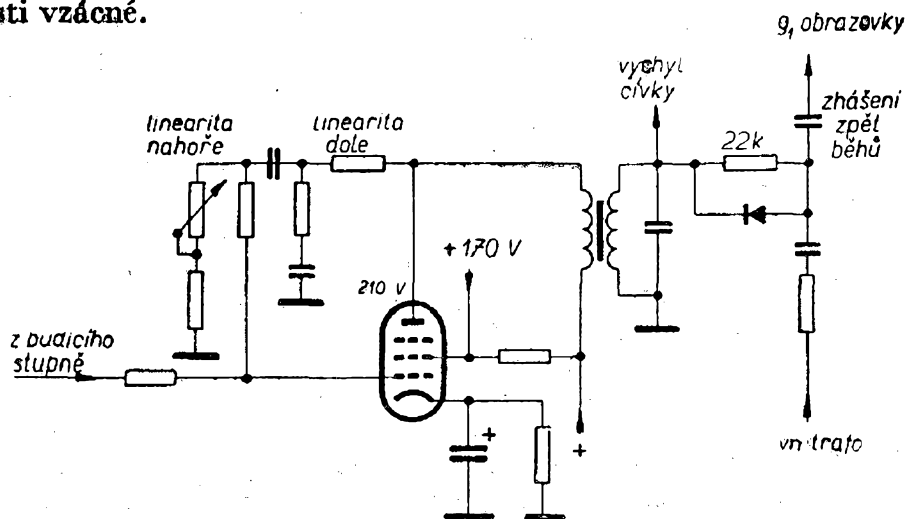 sti vzácné.
g₁ obrazovky
vychyl
cívky
zhášení
zpět
běhů
linearita
nahoře
linearita
dole
22k
+170 V
210 V
z budicího
stupně
+
+
vn trafo